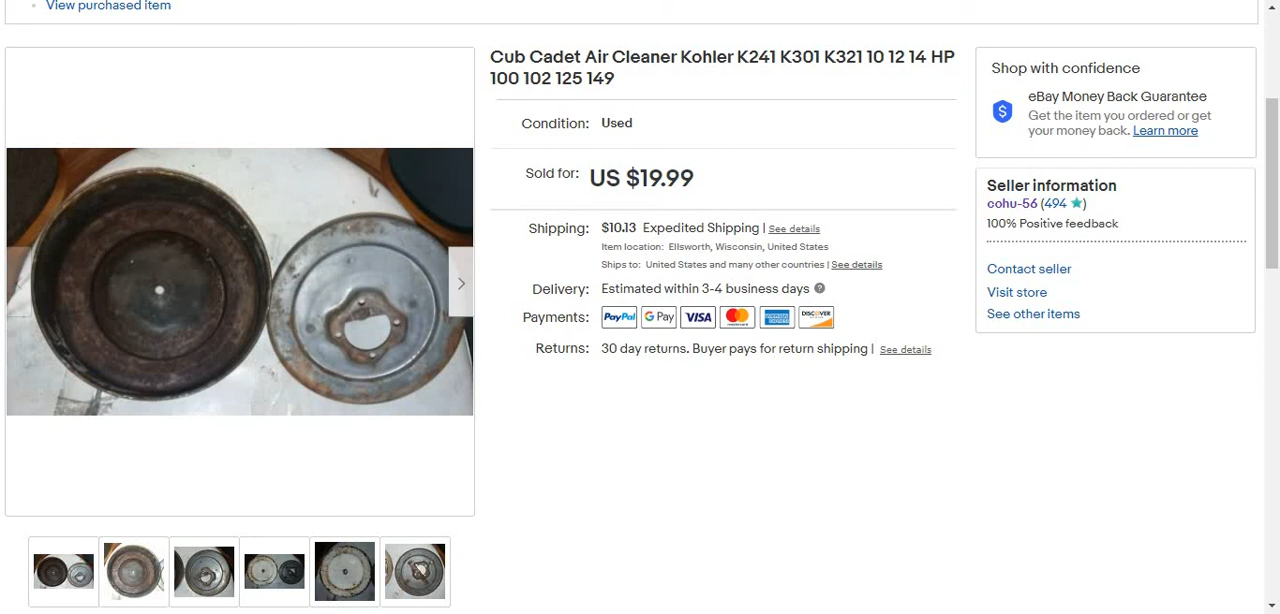 View purchased item
Cub Cadet Air Cleaner Kohler K241 K301 K321 10 12 14 HP
100 102 125 149
Condition: Used
Sold for: US $19.99
Shipping: $10.13 Expedited Shipping | See details
Item location: Ellsworth, Wisconsin, United States
Ships to: United States and many other countries | See details
Delivery: Estimated within 3-4 business days
Payments: PayPal G Pay VISA mastercard AMERICAN EXPRESS DISCOVER
Returns: 30 day returns. Buyer pays for return shipping | See details
Shop with confidence
eBay Money Back Guarantee
Get the item you ordered or get
your money back. Learn more
Seller information
cohu-56 (494 ★)
100% Positive feedback
Contact seller
Visit store
See other items